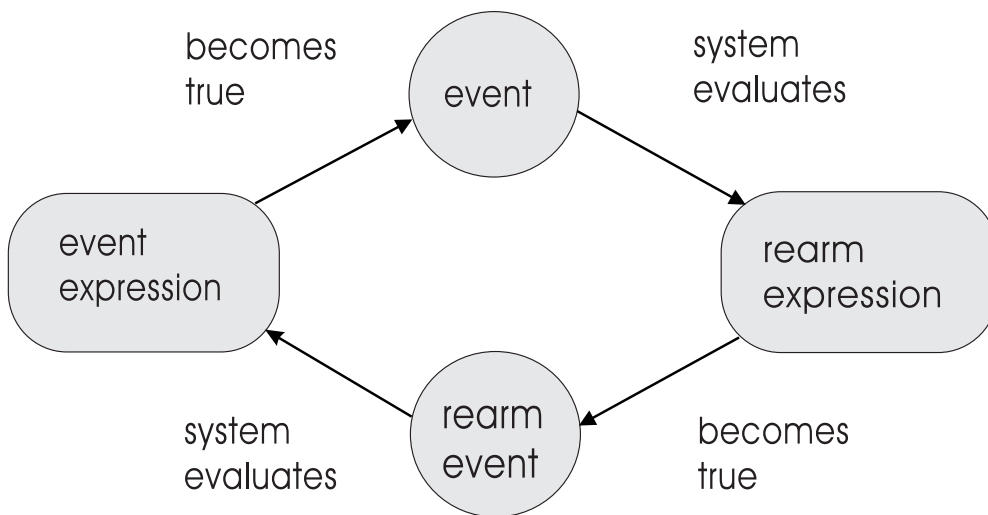 becomes
true
event
system
evaluates
event
expression
rearm
expression
system
evaluates
rearm
event
becomes
true